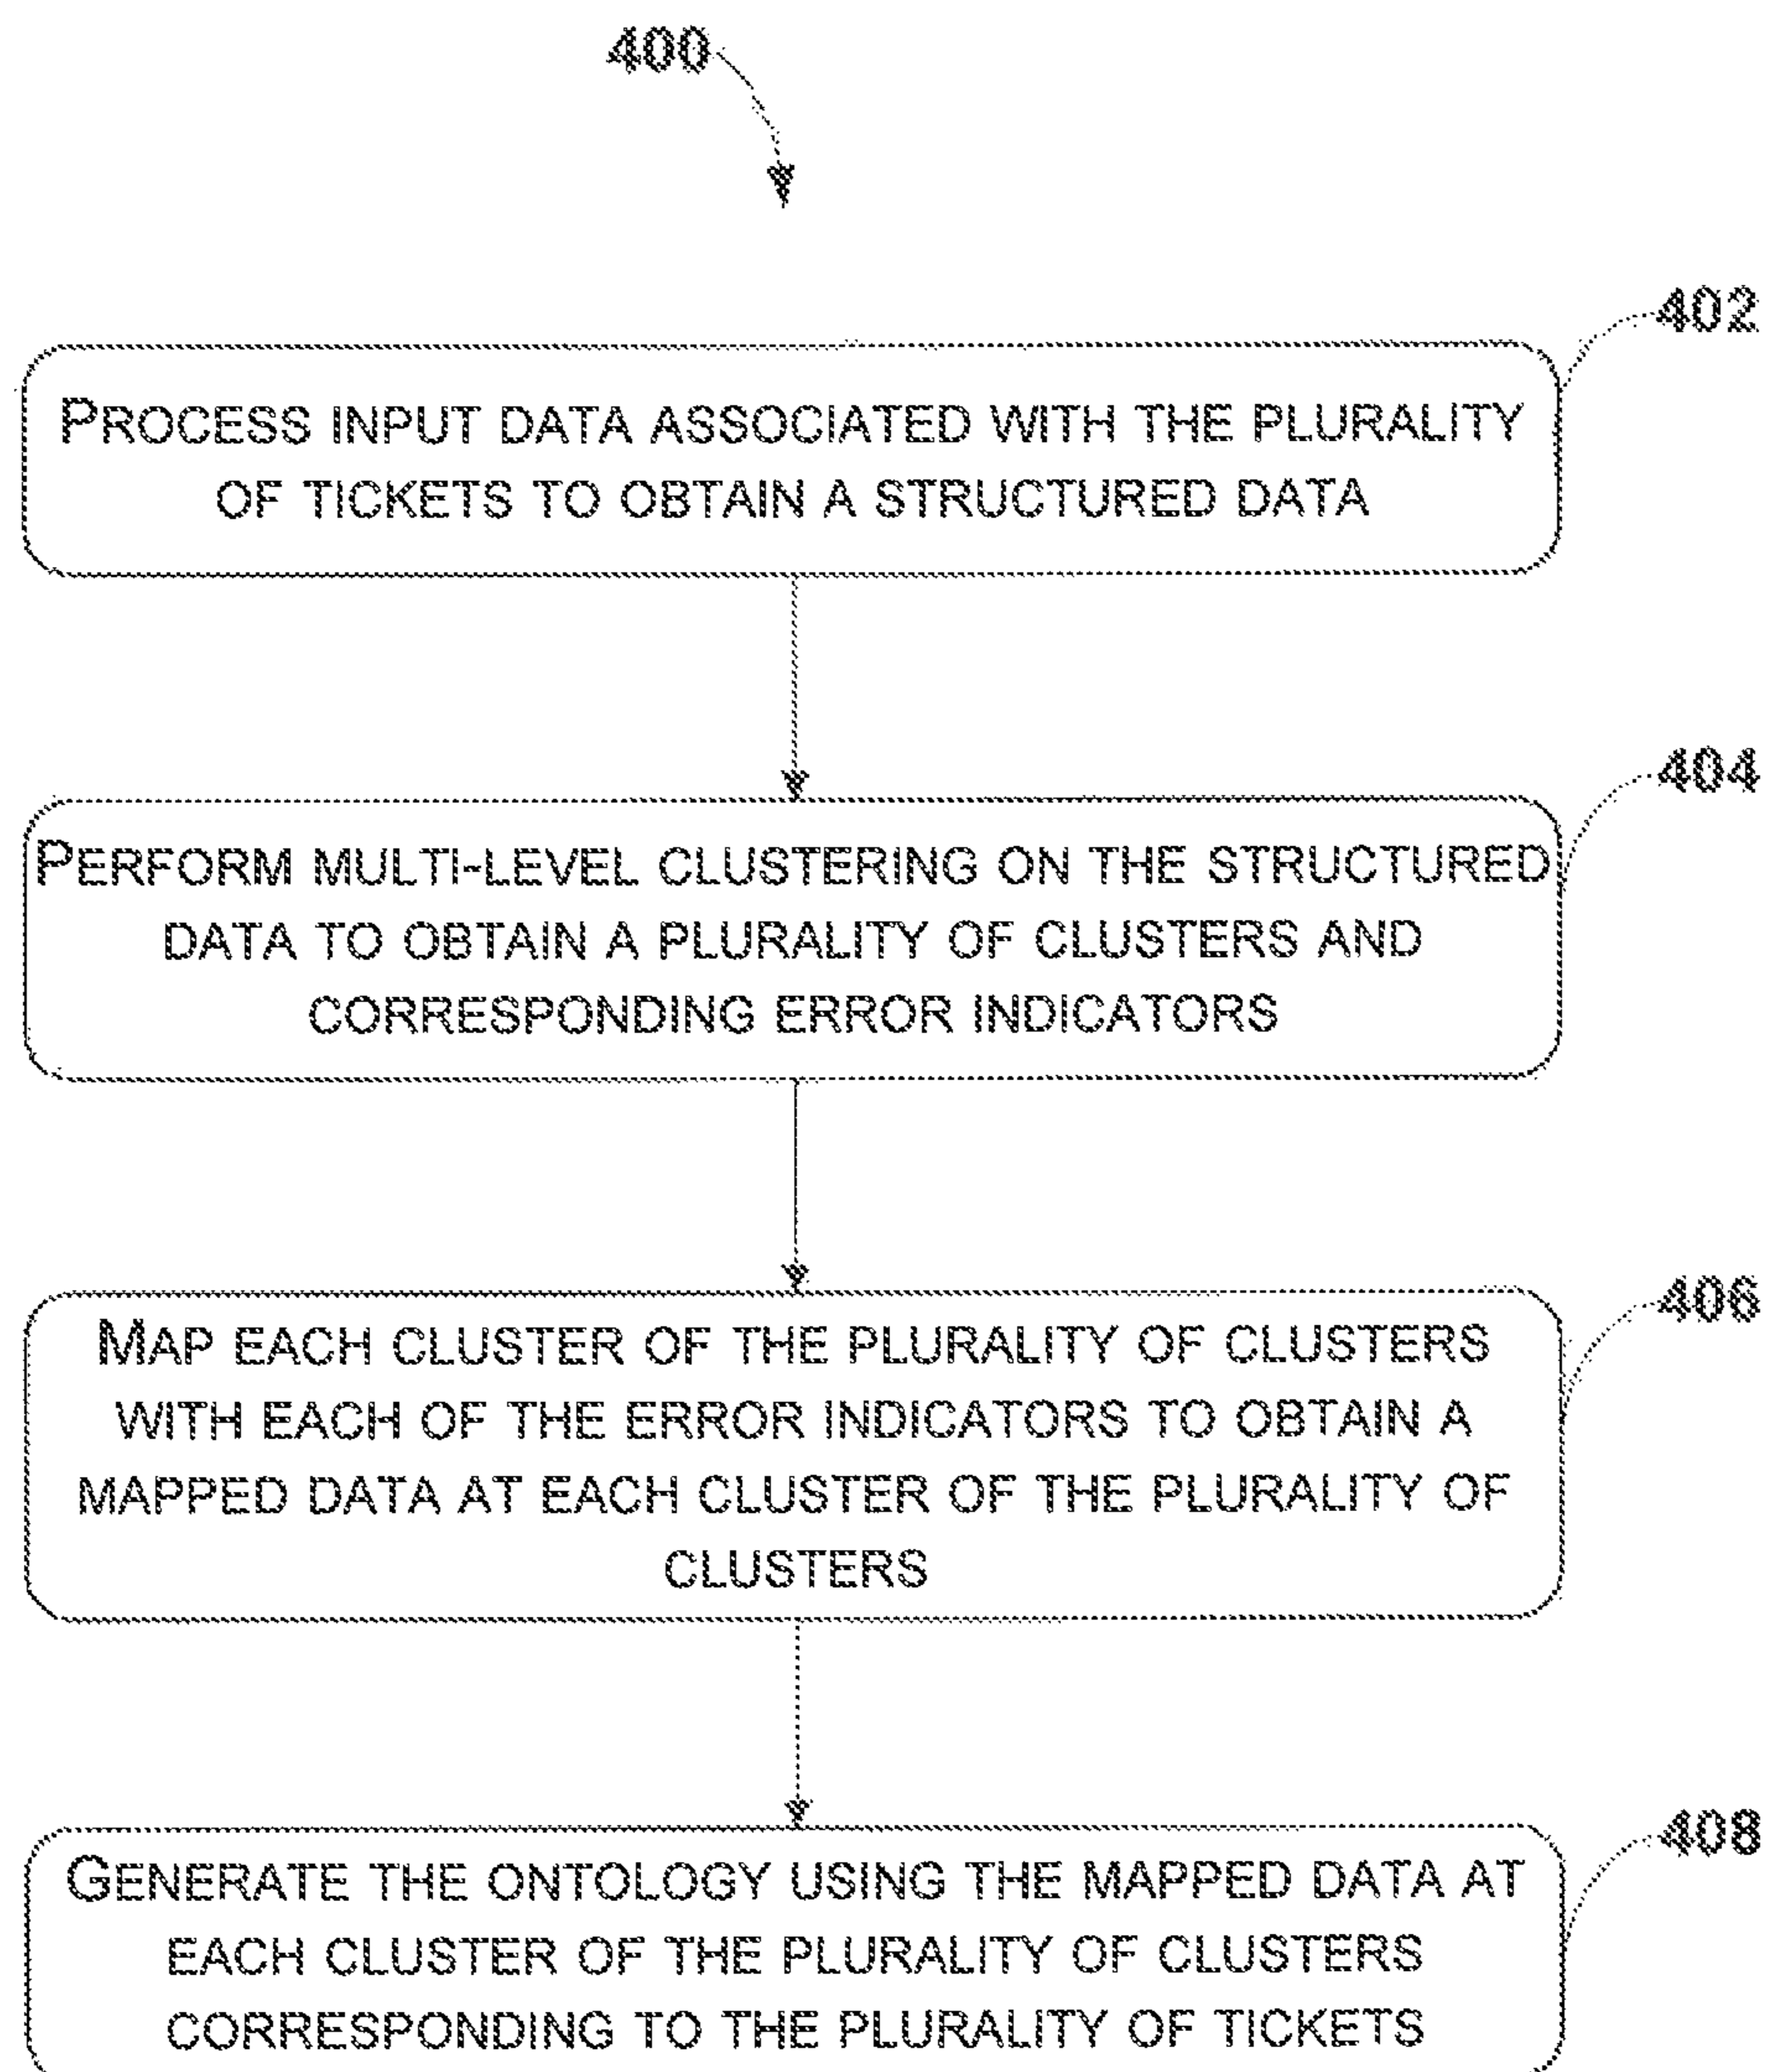 400
402
PROCESS INPUT DATA ASSOCIATED WITH THE PLURALITY
OF TICKETS TO OBTAIN A STRUCTURED DATA
404
PERFORM MULTI-LEVEL CLUSTERING ON THE STRUCTURED
DATA TO OBTAIN A PLURALITY OF CLUSTERS AND
CORRESPONDING ERROR INDICATORS
406
MAP EACH CLUSTER OF THE PLURALITY OF CLUSTERS
WITH EACH OF THE ERROR INDICATORS TO OBTAIN A
MAPPED DATA AT EACH CLUSTER OF THE PLURALITY OF
CLUSTERS
408
GENERATE THE ONTOLOGY USING THE MAPPED DATA AT
EACH CLUSTER OF THE PLURALITY OF CLUSTERS
CORRESPONDING TO THE PLURALITY OF TICKETS